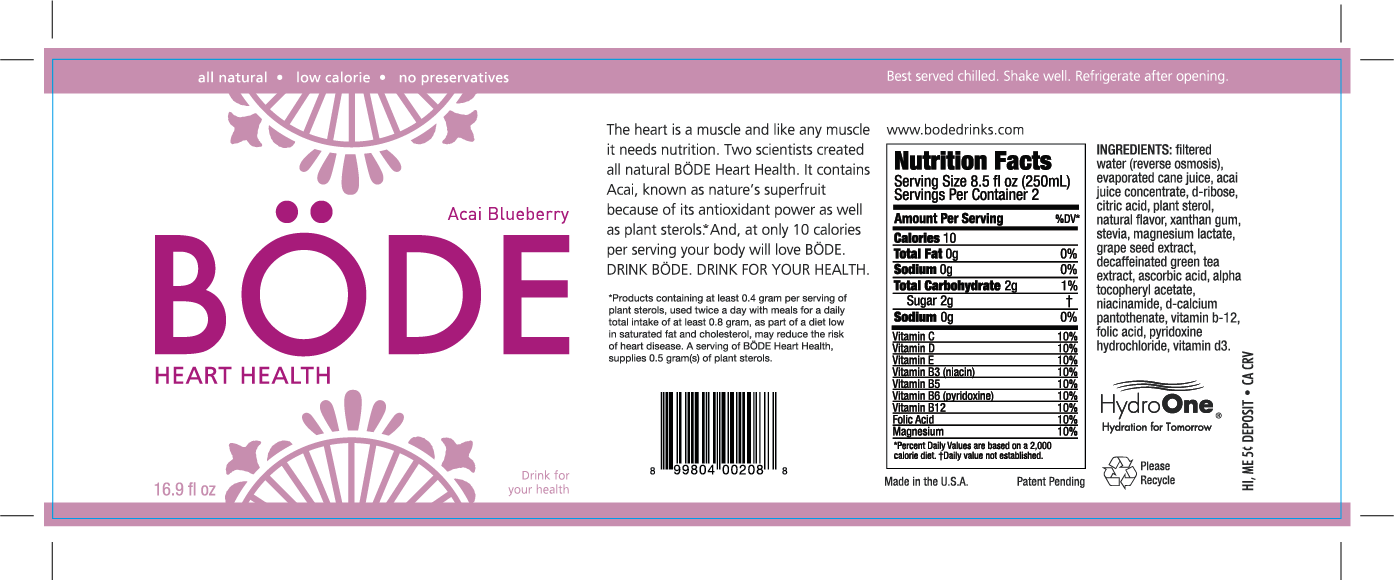 all natural • low calorie • no preservatives
Best served chilled. Shake well. Refrigerate after opening.
Acai Blueberry
BÖDE
HEART HEALTH
16.9 fl oz
Drink for
your health
The heart is a muscle and like any muscle
it needs nutrition. Two scientists created
all natural BÖDE Heart Health. It contains
Acai, known as nature's superfruit
because of its antioxidant power as well
as plant sterols.* And, at only 10 calories
per serving your body will love BÖDE.
DRINK BÖDE. DRINK FOR YOUR HEALTH.
*Products containing at least 0.4 gram per serving of
plant sterols, used twice a day with meals for a daily
total intake of at least 0.8 gram, as part of a diet low
in saturated fat and cholesterol, may reduce the risk
of heart disease. A serving of BÖDE Heart Health,
supplies 0.5 gram(s) of plant sterols.
8 99804 00208 8
www.bodedrinks.com
Nutrition Facts
Serving Size 8.5 fl oz (250mL)
Servings Per Container 2
Amount Per Serving %DV*
Calories 10
Total Fat 0g 0%
Sodium 0g 0%
Total Carbohydrate 2g 1%
Sugar 2g †
Sodium 0g 0%
Vitamin C 10%
Vitamin D 10%
Vitamin E 10%
Vitamin B3 (niacin) 10%
Vitamin B5 10%
Vitamin B6 (pyridoxine) 10%
Vitamin B12 10%
Folic Acid 10%
Magnesium 10%
*Percent Daily Values are based on a 2,000
calorie diet. †Daily value not established.
Made in the U.S.A. Patent Pending
INGREDIENTS: filtered
water (reverse osmosis),
evaporated cane juice, acai
juice concentrate, d-ribose,
citric acid, plant sterol,
natural flavor, xanthan gum,
stevia, magnesium lactate,
grape seed extract,
decaffeinated green tea
extract, ascorbic acid, alpha
tocopheryl acetate,
niacinamide, d-calcium
pantothenate, vitamin b-12,
folic acid, pyridoxine
hydrochloride, vitamin d3.
HydroOne®
Hydration for Tomorrow
Please
Recycle
HI, ME 5¢ DEPOSIT • CA CRV